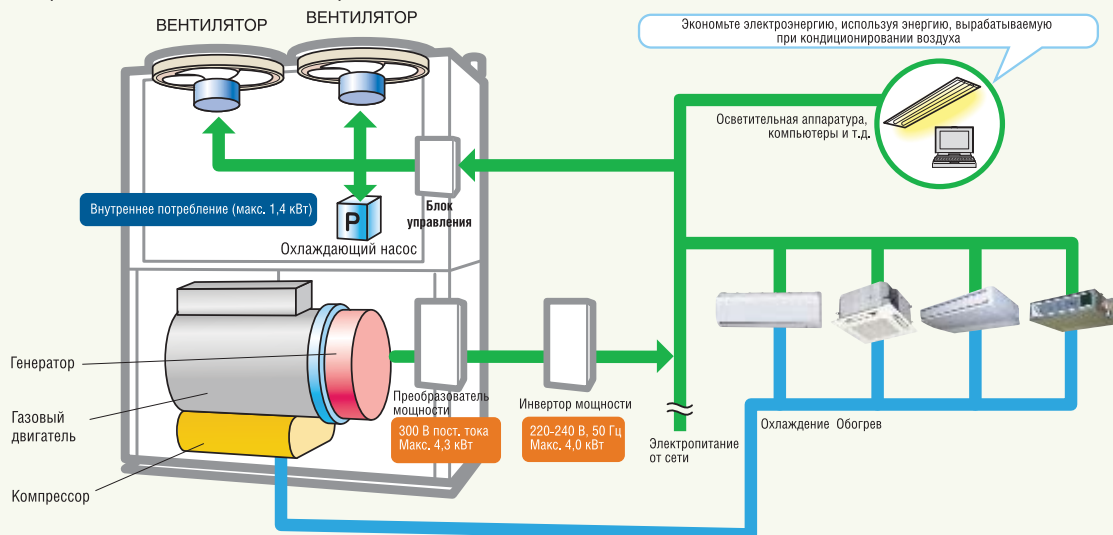 ВЕНТИЛЯТОР
ВЕНТИЛЯТОР
Экономьте электроэнергию, используя энергию, вырабатываемую
при кондиционировании воздуха
Осветительная аппаратура,
компьютеры и т.д.
Внутреннее потребление (макс. 1,4 кВт)
P
Блок
управления
Охлаждающий насос
Генератор
Газовый
двигатель
Компрессор
Преобразователь
мощности
300 В пост. тока
Макс. 4,3 кВт
Инвертор мощности
220-240 В, 50 Гц
Макс. 4,0 кВт
Электропитание
от сети
Охлаждение Обогрев